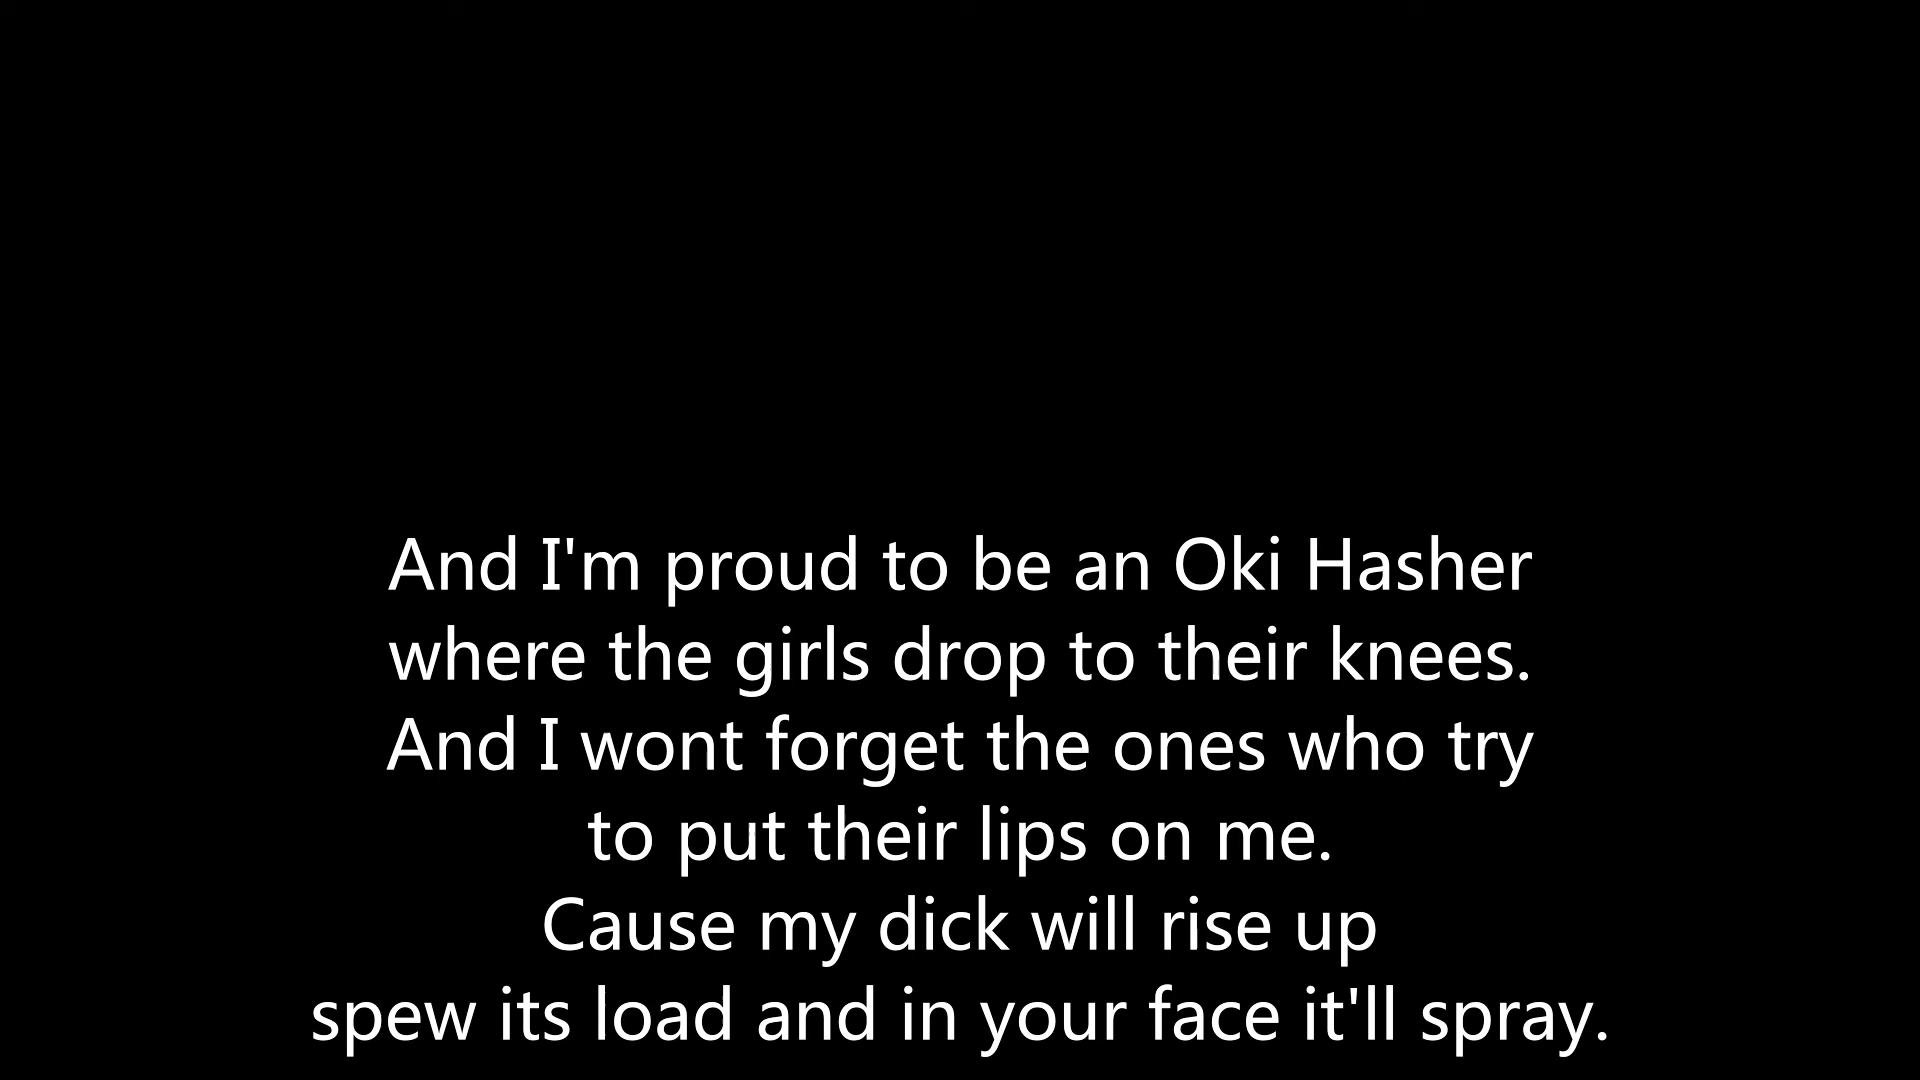 And I'm proud to be an Oki Hasher
where the girls drop to their knees.
And I wont forget the ones who try
to put their lips on me.
Cause my dick will rise up
spew its load and in your face it'll spray.